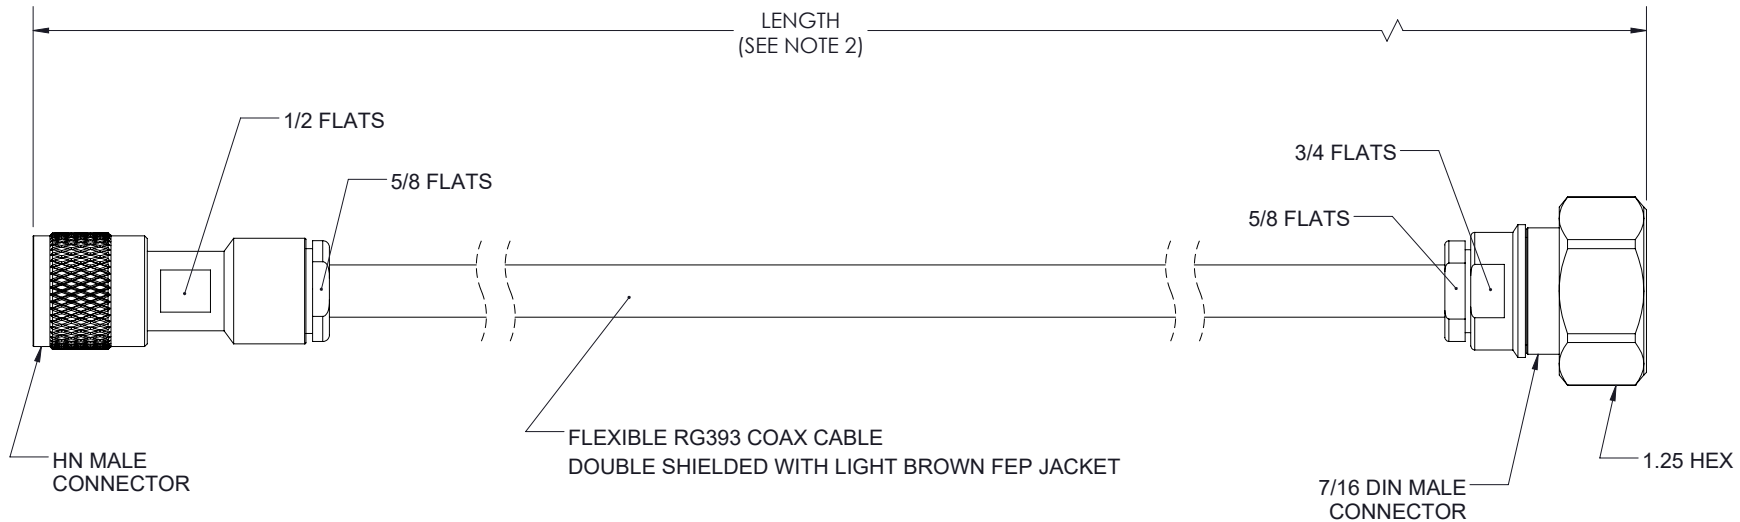 LENGTH
(SEE NOTE 2)
1/2 FLATS
5/8 FLATS
3/4 FLATS
5/8 FLATS
FLEXIBLE RG393 COAX CABLE
DOUBLE SHIELDED WITH LIGHT BROWN FEP JACKET
HN MALE
CONNECTOR
1.25 HEX
7/16 DIN MALE
CONNECTOR